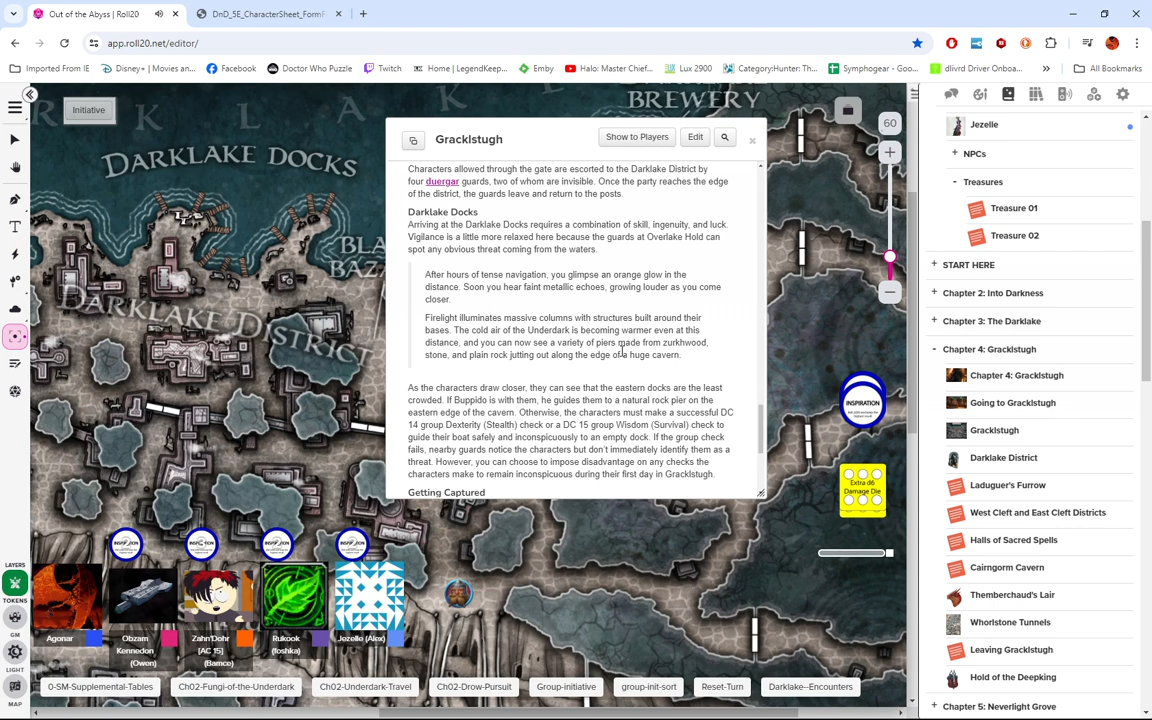 Out of the Abyss | Roll20
DnD_5E_CharacterSheet_FormF
app.roll20.net/editor/
Imported From IE
Disney+ | Movies an...
Facebook
Doctor Who Puzzle
Twitch
Home | LegendKeep...
Emby
Halo: Master Chief...
Lux 2900
Category:Hunter: Th...
Symphogear - Goo...
dlivrd Driver Onboa...
All Bookmarks
Initiative
BREWERY
DARKLAKE DOCKS
DARKLAKE D
STRICT
BLA
BAZ
60
Gracklstugh
Show to Players
Edit
Characters allowed through the gate are escorted to the Darklake District by
four duergar guards, two of whom are invisible. Once the party reaches the edge
of the district, the guards leave and return to the posts.
Darklake Docks
Arriving at the Darklake Docks requires a combination of skill, ingenuity, and luck.
Vigilance is a little more relaxed here because the guards at Overlake Hold can
spot any obvious threat coming from the waters.
After hours of tense navigation, you glimpse an orange glow in the
distance. Soon you hear faint metallic echoes, growing louder as you come
closer.
Firelight illuminates massive columns with structures built around their
bases. The cold air of the Underdark is becoming warmer even at this
distance, and you can now see a variety of piers made from zurkhwood,
stone, and plain rock jutting out along the edge of a huge cavern.
As the characters draw closer, they can see that the eastern docks are the least
crowded. If Buppido is with them, he guides them to a natural rock pier on the
eastern edge of the cavern. Otherwise, the characters must make a successful DC
14 group Dexterity (Stealth) check or a DC 15 group Wisdom (Survival) check to
guide their boat safely and inconspicuously to an empty dock. If the group check
fails, nearby guards notice the characters but don't immediately identify them as a
threat. However, you can choose to impose disadvantage on any checks the
characters make to remain inconspicuous during their first day in Gracklstugh.
Getting Captured
INSPIRATION
Extra d6
Damage Die
INSPIRATION
INSPIRATION
INSPIRATION
INSPIRATION
Agonar
Obzam
Kennedon
(Owen)
Zahn'Dohr
[AC 15]
(Bamce)
Rukook
(foshka)
Jezelle (Alex)
LAYERS
TOKENS
GM
LIGHT
MAP
0-SM-Supplemental-Tables
Ch02-Fungi-of-the-Underdark
Ch02-Underdark-Travel
Ch02-Drow-Pursuit
Group-initiative
group-init-sort
Reset-Turn
Darklake--Encounters
Jezelle
NPCs
Treasures
Treasure 01
Treasure 02
START HERE
Chapter 2: Into Darkness
Chapter 3: The Darklake
Chapter 4: Gracklstugh
Chapter 4: Gracklstugh
Going to Gracklstugh
Gracklstugh
Darklake District
Laduguer's Furrow
West Cleft and East Cleft Districts
Halls of Sacred Spells
Cairngorm Cavern
Themberchaud's Lair
Whorlstone Tunnels
Leaving Gracklstugh
Hold of the Deepking
Chapter 5: Neverlight Grove